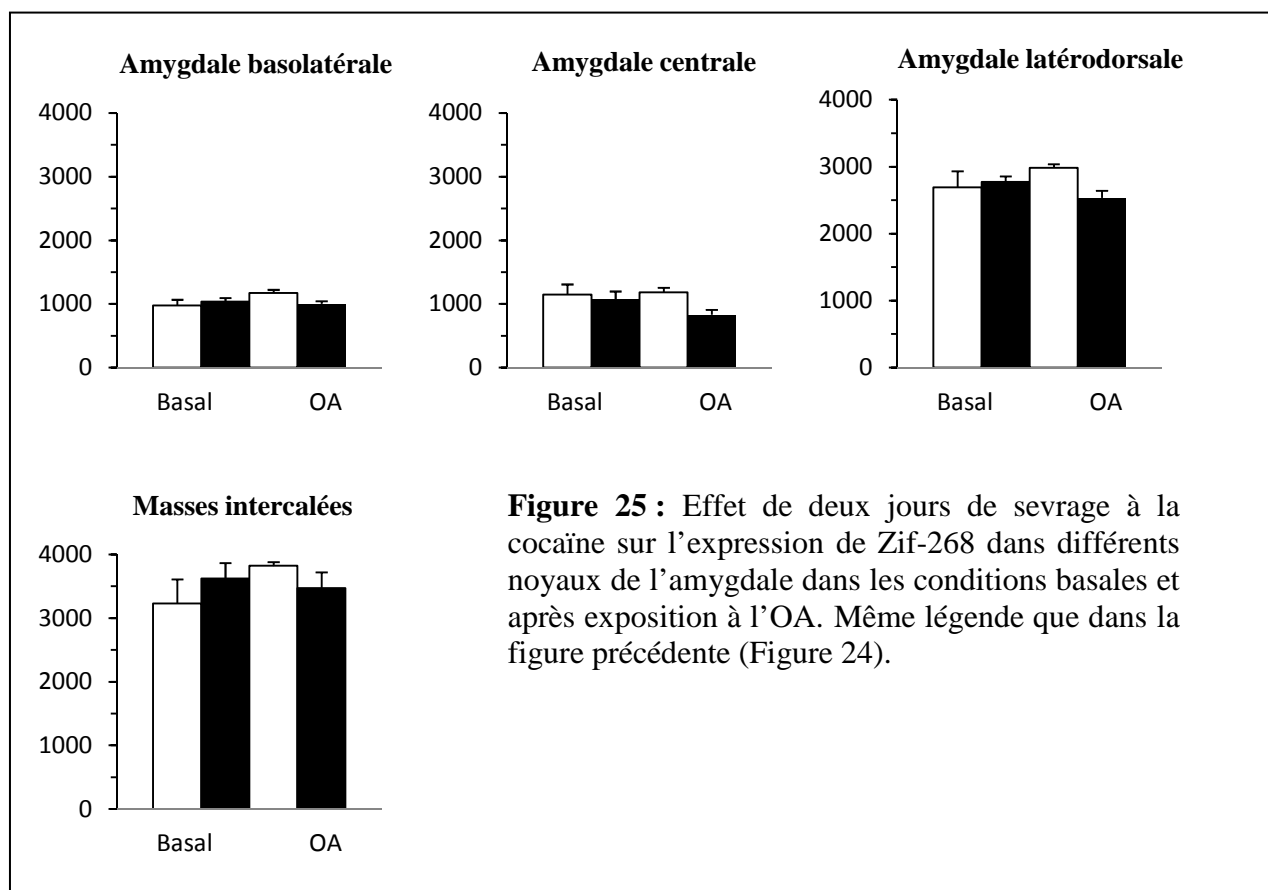 Amygdale basolatérale
4000
3000
2000
1000
0
Basal OA
Amygdale centrale
4000
3000
2000
1000
0
Basal OA
Amygdale latérodorsale
4000
3000
2000
1000
0
Basal OA
Masses intercalées
4000
3000
2000
1000
0
Basal OA
Figure 25 : Effet de deux jours de sevrage à la
cocaïne sur l’expression de Zif-268 dans différents
noyaux de l’amygdale dans les conditions basales et
après exposition à l’OA. Même légende que dans la
figure précédente (Figure 24).